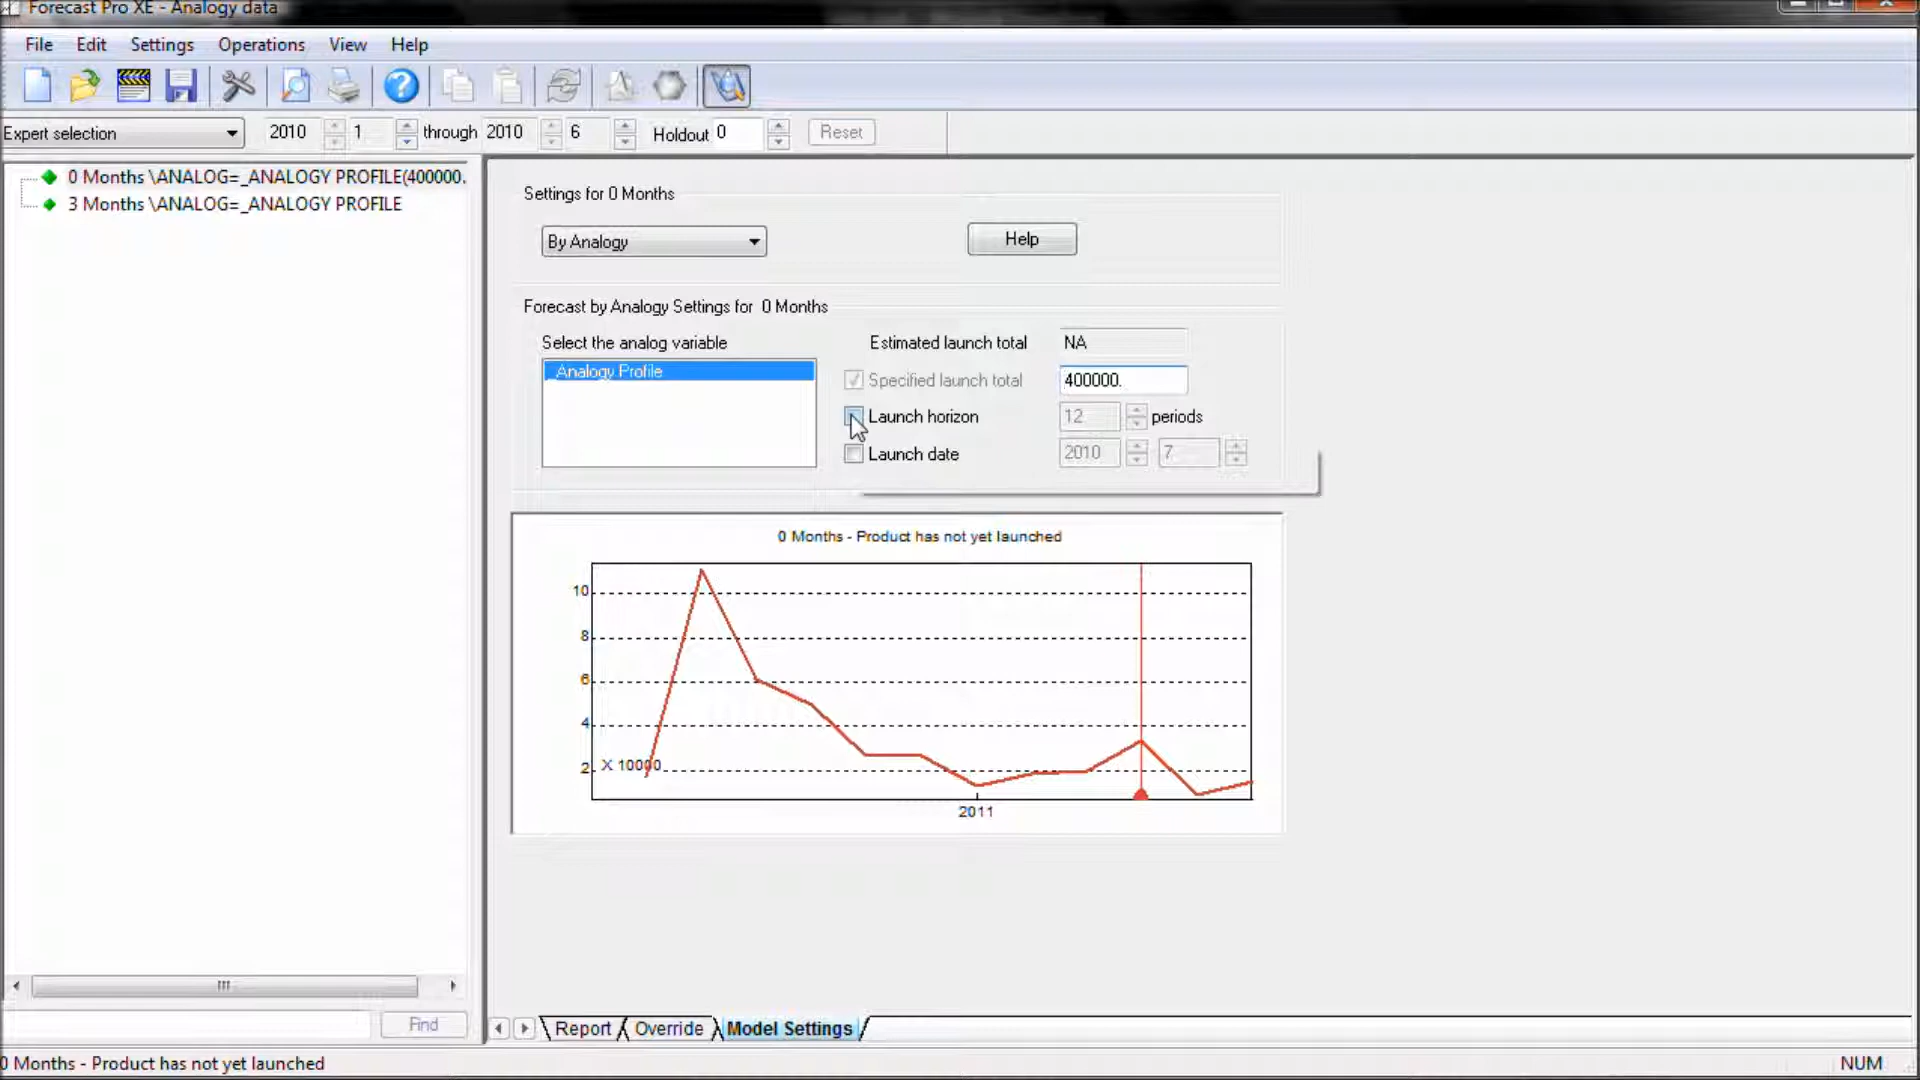 Forecast Pro XE - Analogy data
File Edit Settings Operations View Help
Expert selection 2010 1 through 2010 6 Holdout 0 Reset
0 Months \ANALOG=_ANALOGY PROFILE(400000.
3 Months \ANALOG=_ANALOGY PROFILE
Settings for 0 Months
By Analogy Help
Forecast by Analogy Settings for 0 Months
Select the analog variable
_Analogy Profile
Estimated launch total NA
Specified launch total 400000.
Launch horizon 12 periods
Launch date 2010 7
0 Months - Product has not yet launched
10
8
6
4
2 X 10000
2011
Find
Report Override Model Settings
0 Months - Product has not yet launched NUM